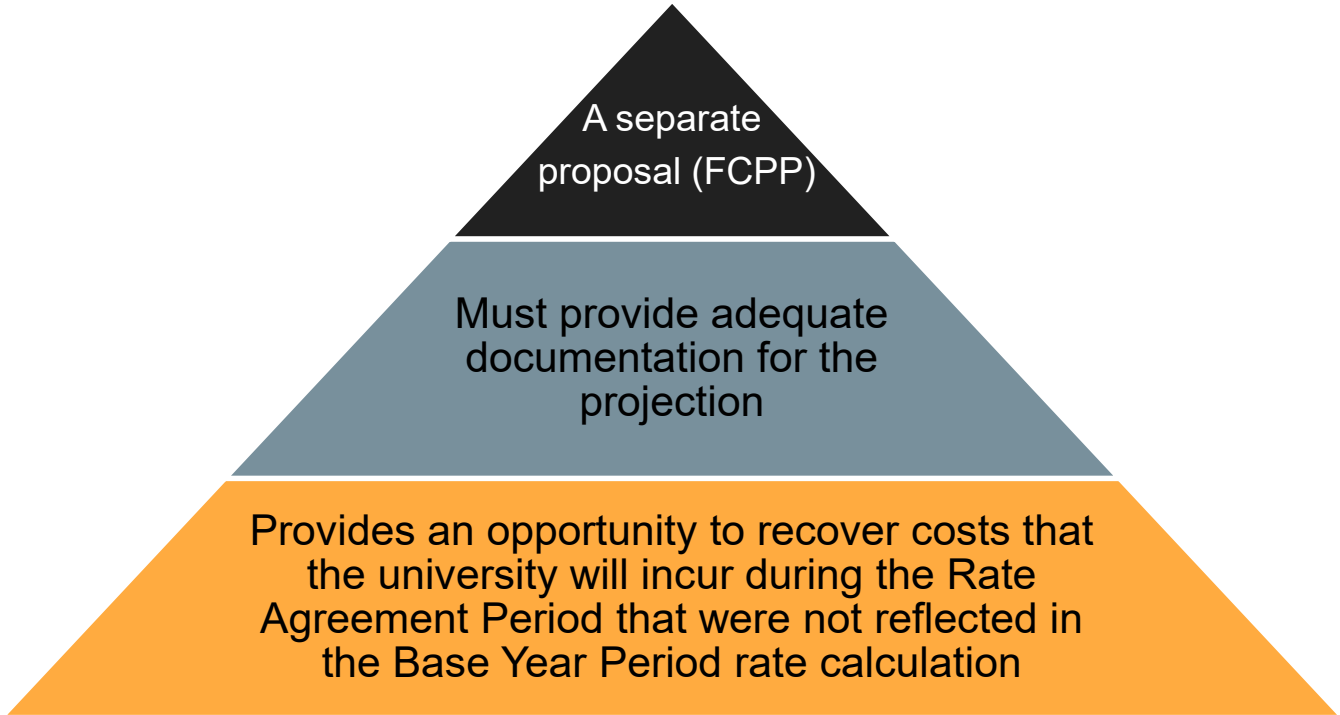 A separate
proposal (FCPP)
Must provide adequate
documentation for the
projection
Provides an opportunity to recover costs that
the university will incur during the Rate
Agreement Period that were not reflected in
the Base Year Period rate calculation